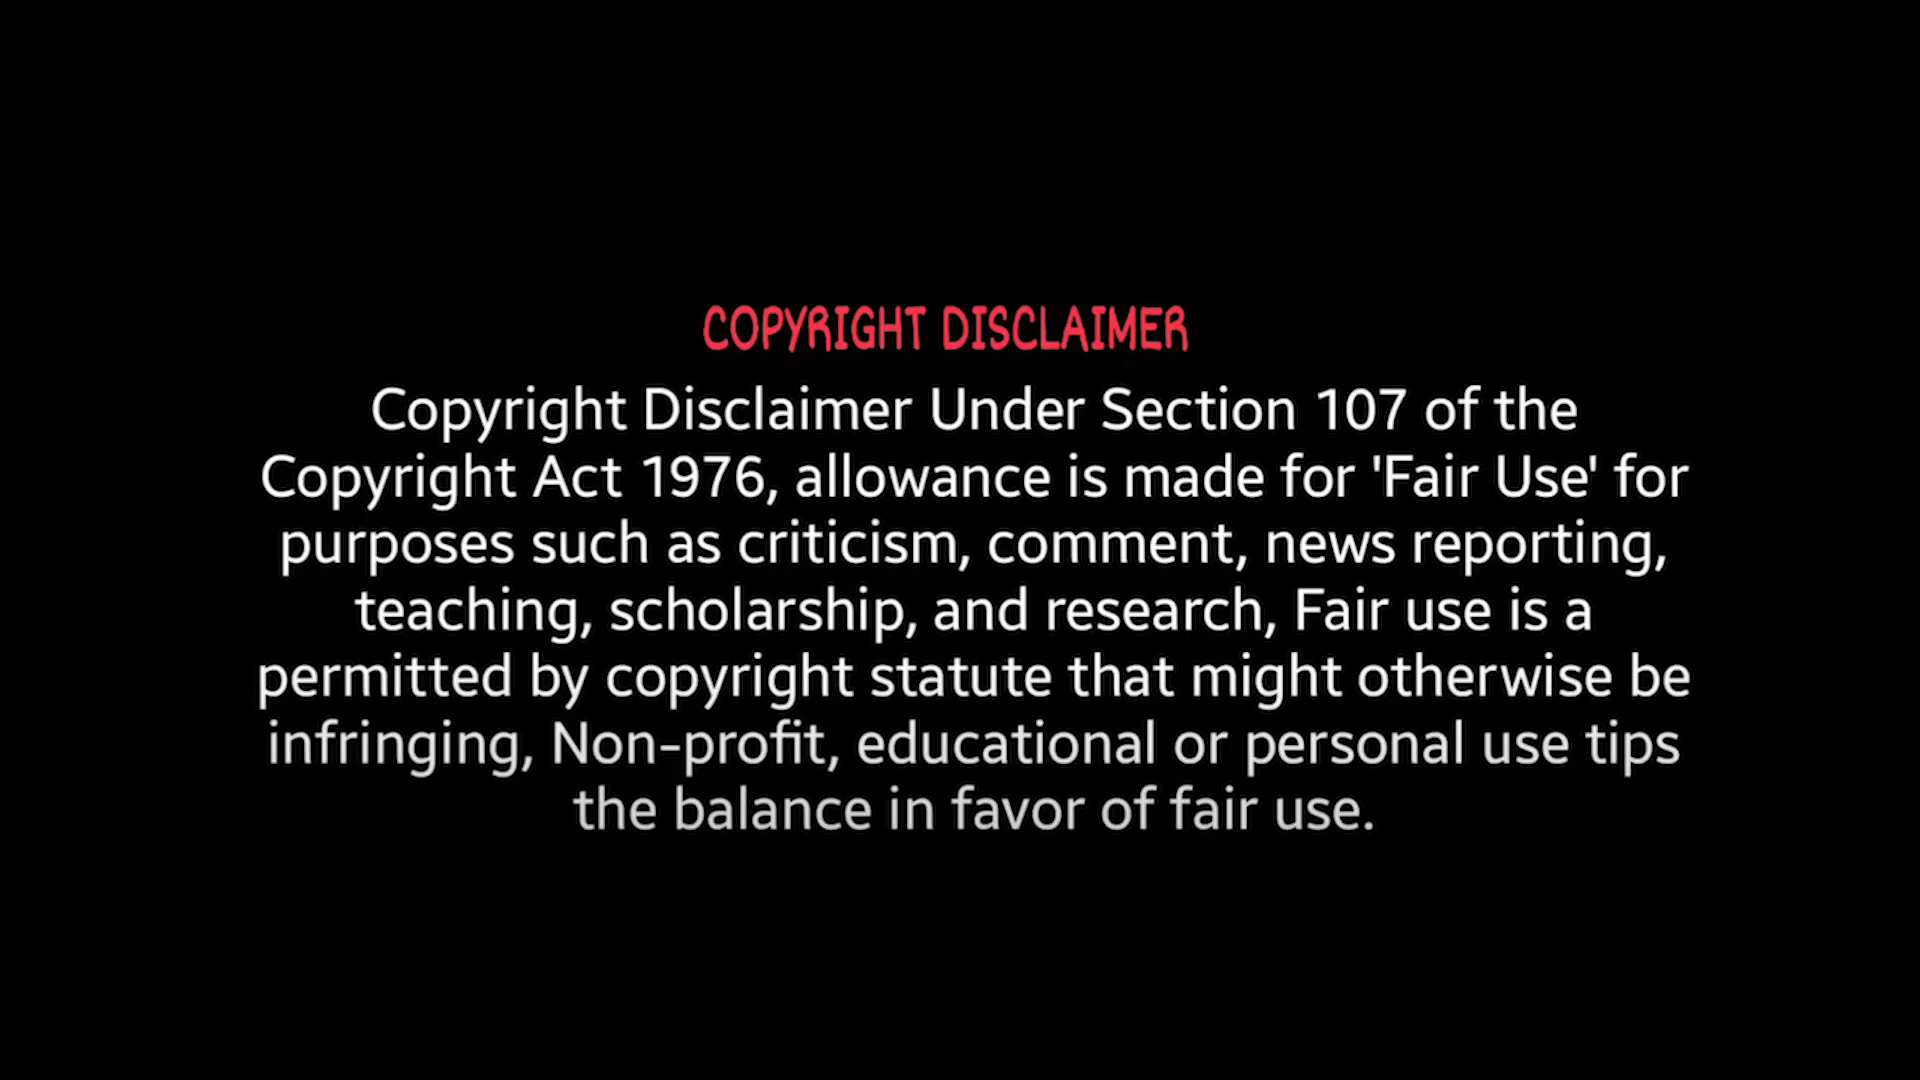 COPYRIGHT DISCLAIMER
Copyright Disclaimer Under Section 107 of the
Copyright Act 1976, allowance is made for 'Fair Use' for
purposes such as criticism, comment, news reporting,
teaching, scholarship, and research, Fair use is a
permitted by copyright statute that might otherwise be
infringing, Non-profit, educational or personal use tips
the balance in favor of fair use.